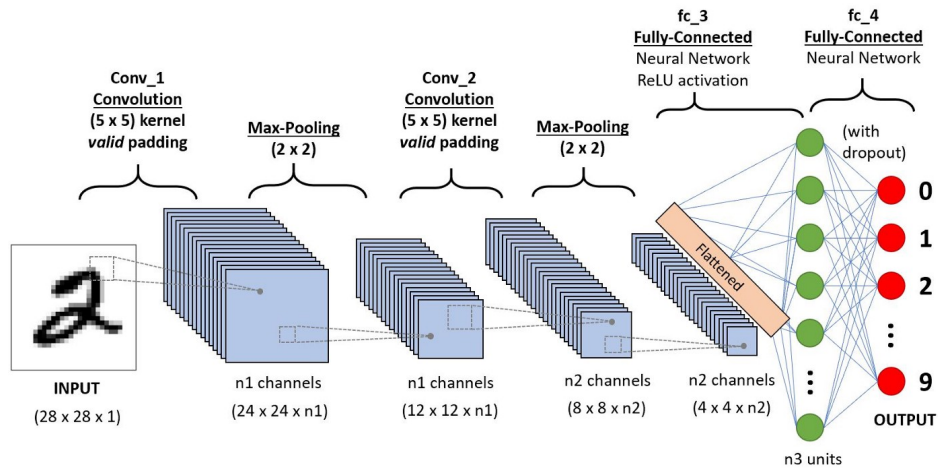 Conv_1
Convolution
(5 x 5) kernel
valid padding
Max-Pooling
(2 x 2)
Conv_2
Convolution
(5 x 5) kernel
valid padding
Max-Pooling
(2 x 2)
fc_3
Fully-Connected
Neural Network
ReLU activation
fc_4
Fully-Connected
Neural Network
(with
dropout)
Flattened
0
1
2
9
OUTPUT
2
INPUT
(28 x 28 x 1)
n1 channels
(24 x 24 x n1)
n1 channels
(12 x 12 x n1)
n2 channels
(8 x 8 x n2)
n2 channels
(4 x 4 x n2)
n3 units